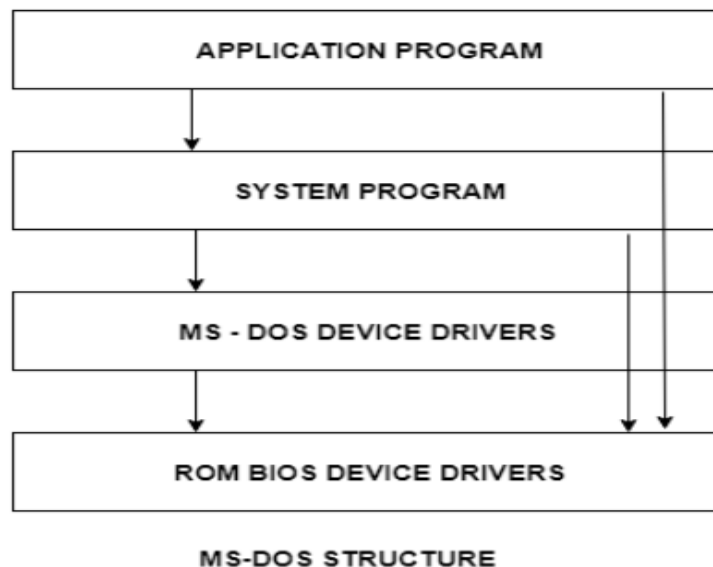 APPLICATION PROGRAM
SYSTEM PROGRAM
MS - DOS DEVICE DRIVERS
ROM BIOS DEVICE DRIVERS
MS-DOS STRUCTURE